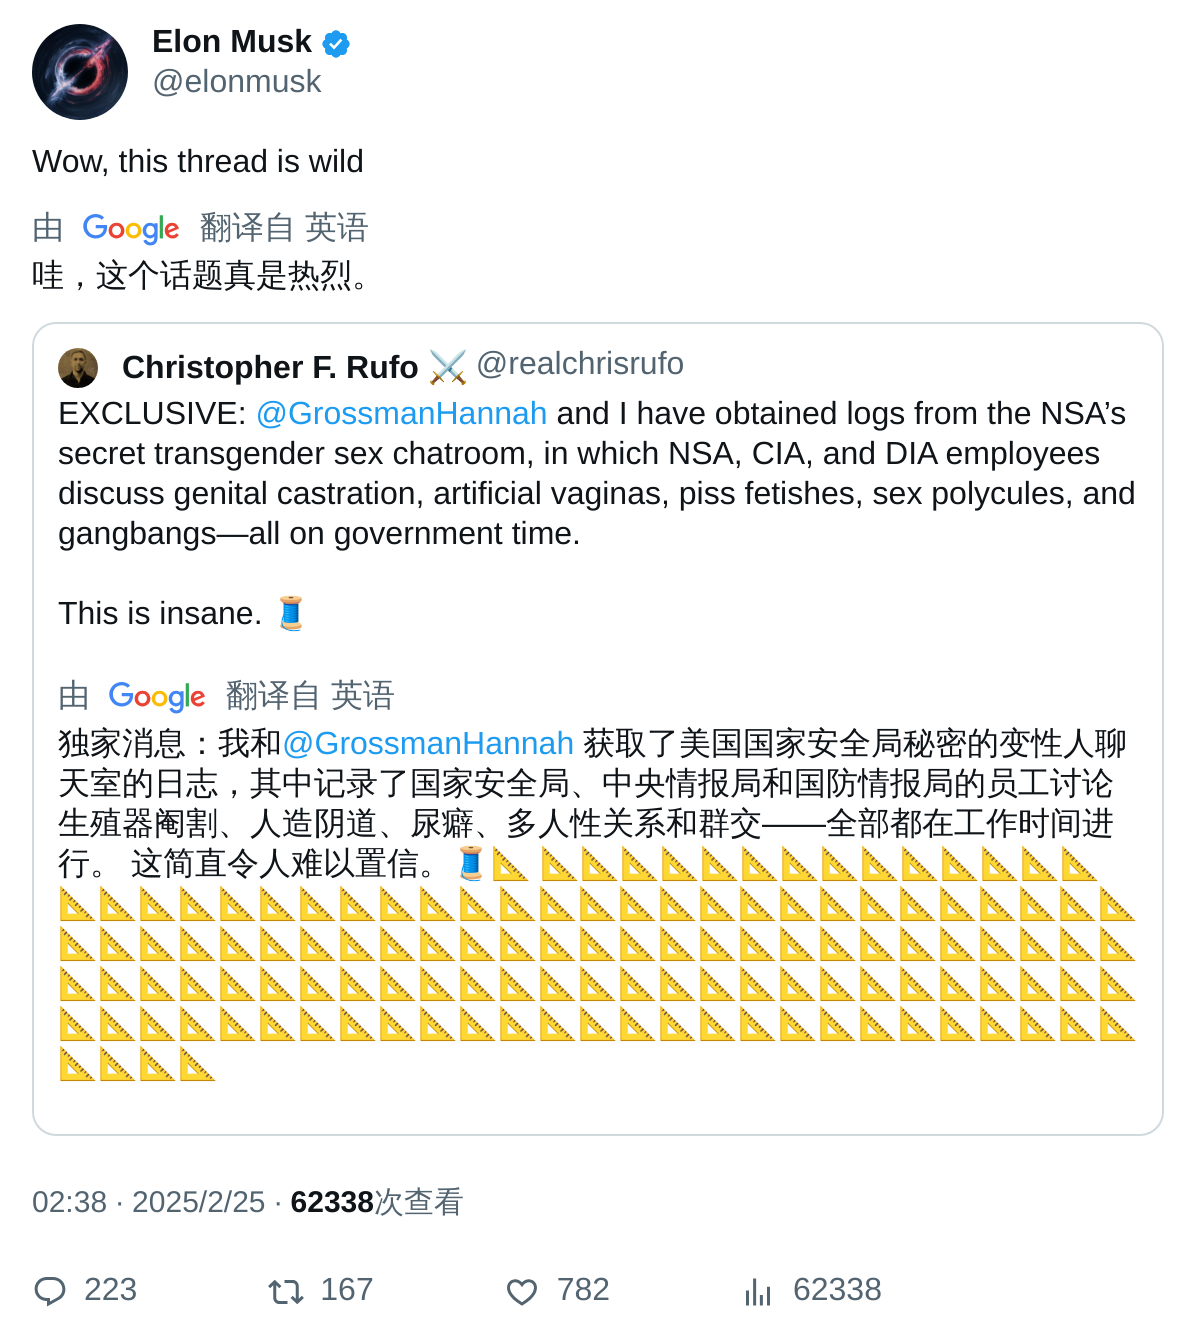 Elon Musk
@elonmusk
Wow, this thread is wild
由 Google 翻译自 英语
哇，这个话题真是热烈。
Christopher F. Rufo ⚔️ @realchrisrufo
EXCLUSIVE: @GrossmanHannah and I have obtained logs from the NSA’s
secret transgender sex chatroom, in which NSA, CIA, and DIA employees
discuss genital castration, artificial vaginas, piss fetishes, sex polycules, and
gangbangs—all on government time.
This is insane. 🧵
由 Google 翻译自 英语
独家消息：我和@GrossmanHannah 获取了美国国家安全局秘密的变性人聊
天室的日志，其中记录了国家安全局、中央情报局和国防情报局的员工讨论
生殖器阉割、人造阴道、尿癖、多人性关系和群交——全部都在工作时间进
行。 这简直令人难以置信。🧵📐 📐📐📐📐📐📐📐📐📐📐📐📐📐📐
📐📐📐📐📐📐📐📐📐📐📐📐📐📐📐📐📐📐📐📐📐📐📐📐📐📐📐
📐📐📐📐📐📐📐📐📐📐📐📐📐📐📐📐📐📐📐📐📐📐📐📐📐📐📐
📐📐📐📐📐📐📐📐📐📐📐📐📐📐📐📐📐📐📐📐📐📐📐📐📐📐📐
📐📐📐📐📐📐📐📐📐📐📐📐📐📐📐📐📐📐📐📐📐📐📐📐📐📐📐
📐📐📐📐
02:38 · 2025/2/25 · 62338次查看
223 167 782 62338